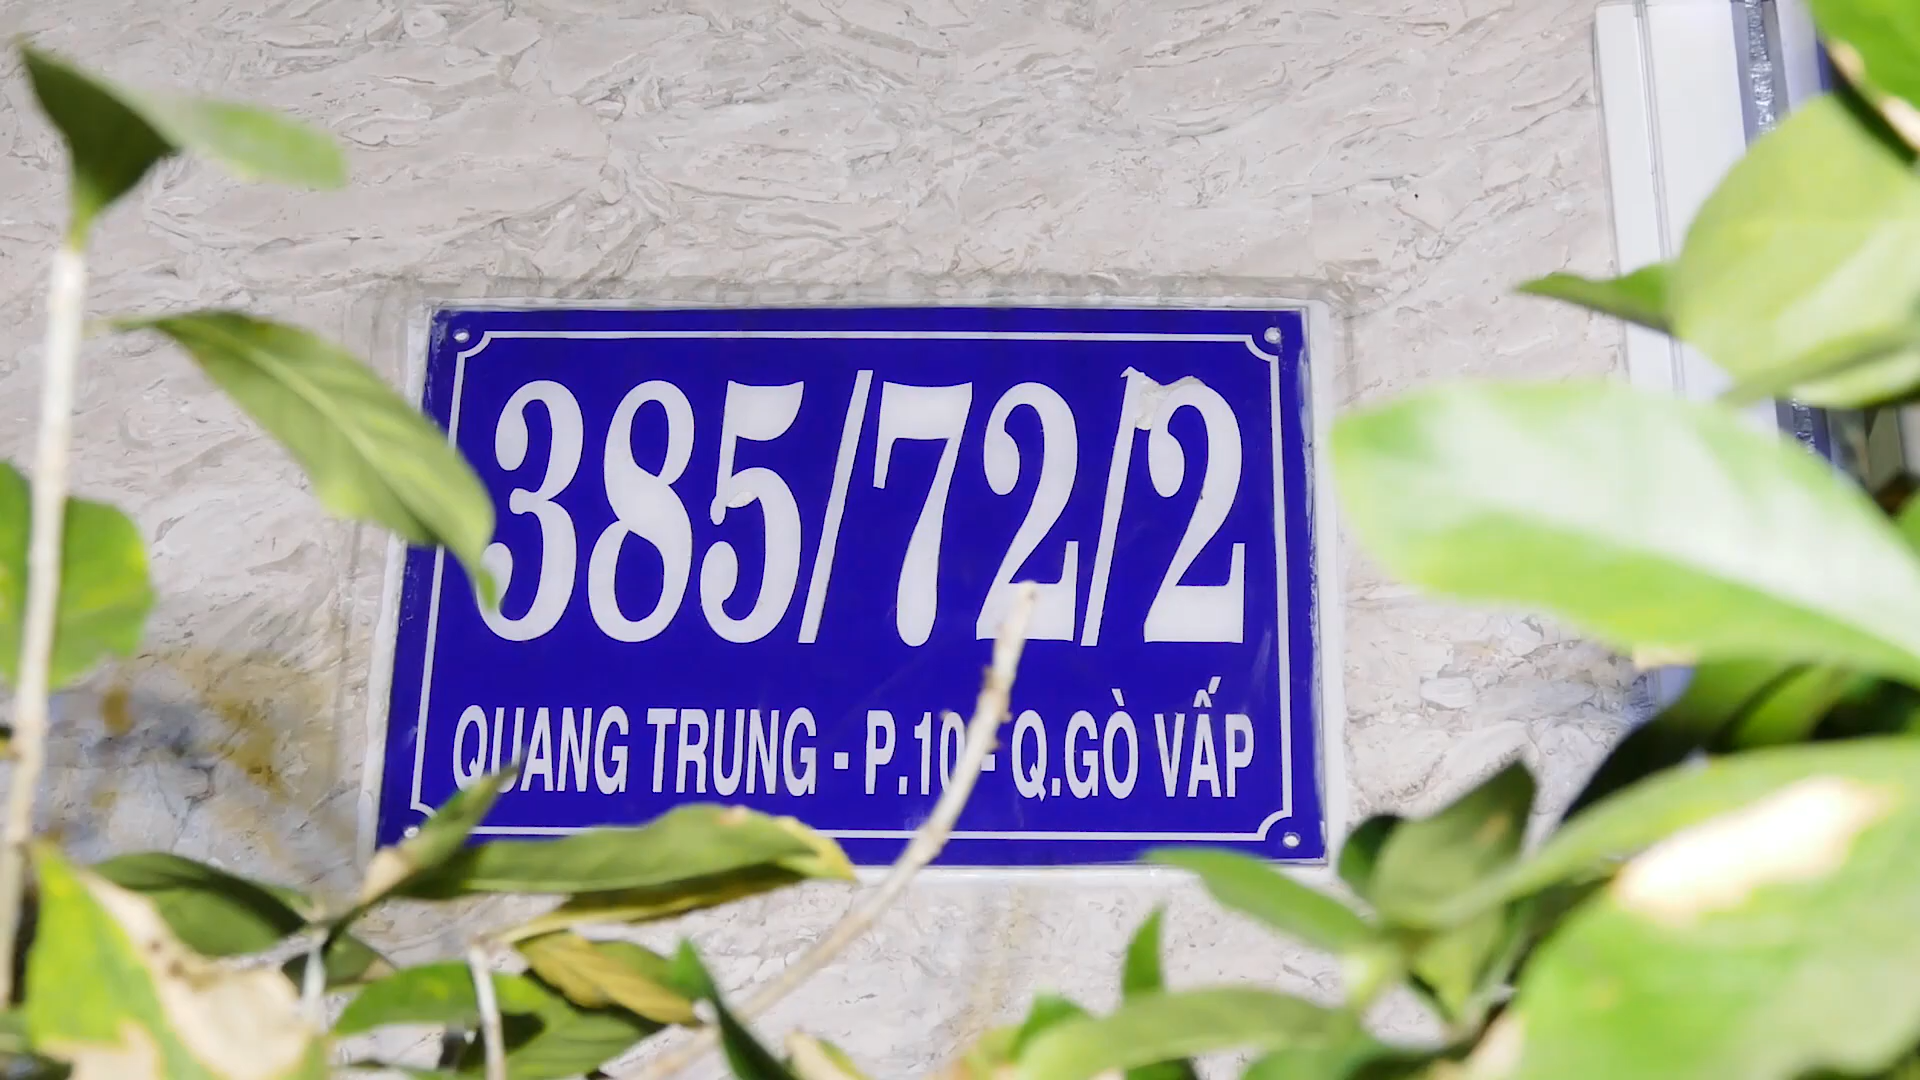 385/72/2
QUANG TRUNG - P.10 - Q.GÒ VẤP